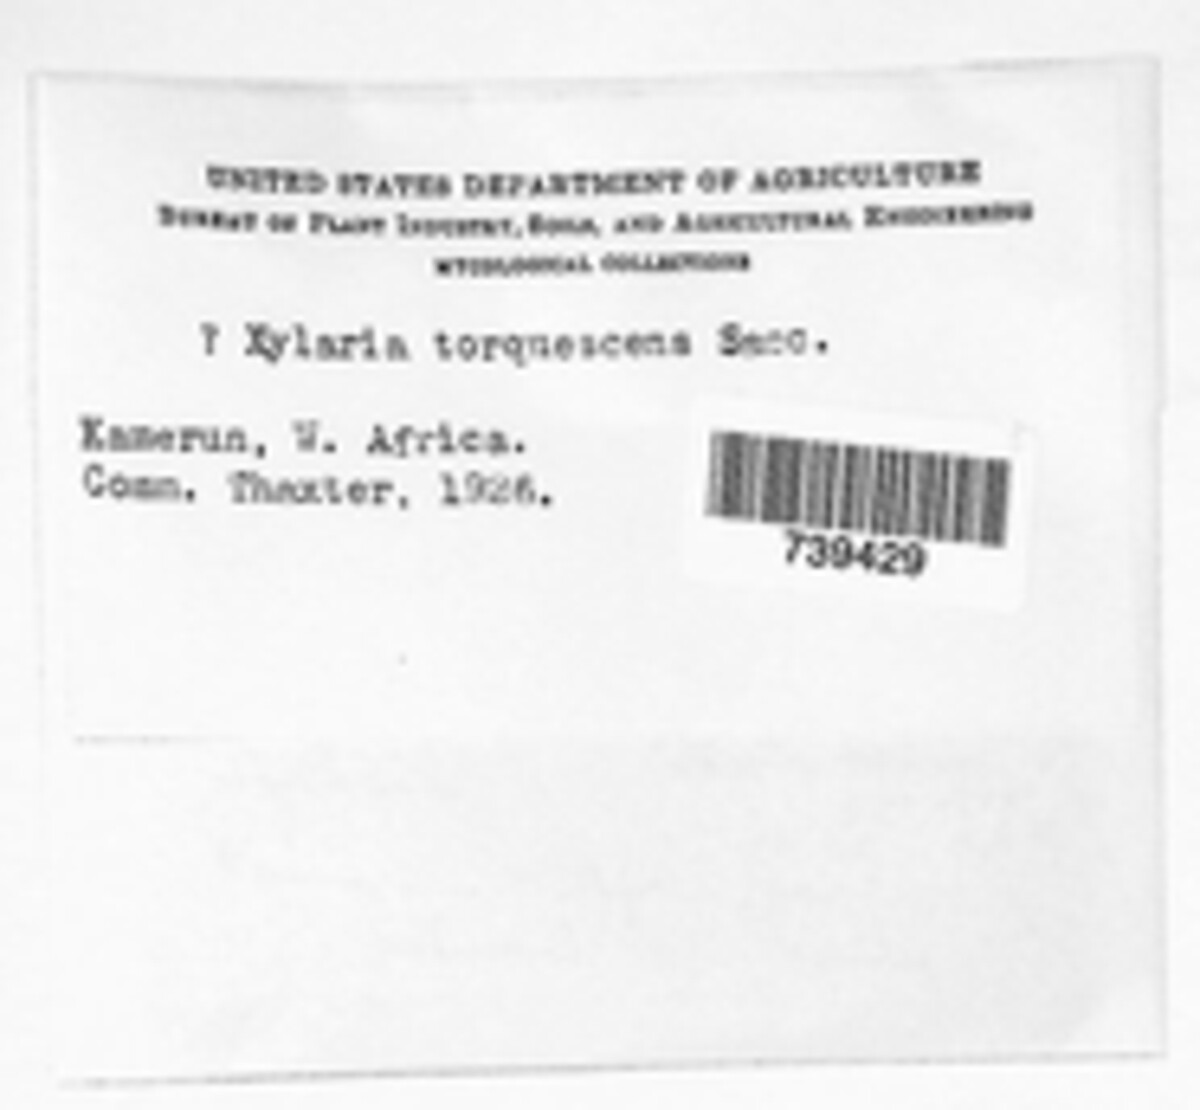 UNITED STATES DEPARTMENT OF AGRICULTURE
BUREAU OF PLANT INDUSTRY, SOILS, AND AGRICULTURAL ENGINEERING
MYCOLOGICAL COLLECTIONS
? Xylaria torquescens Sacc.
Kamerun, W. Africa.
Comm. Thaxter, 1926.
739429